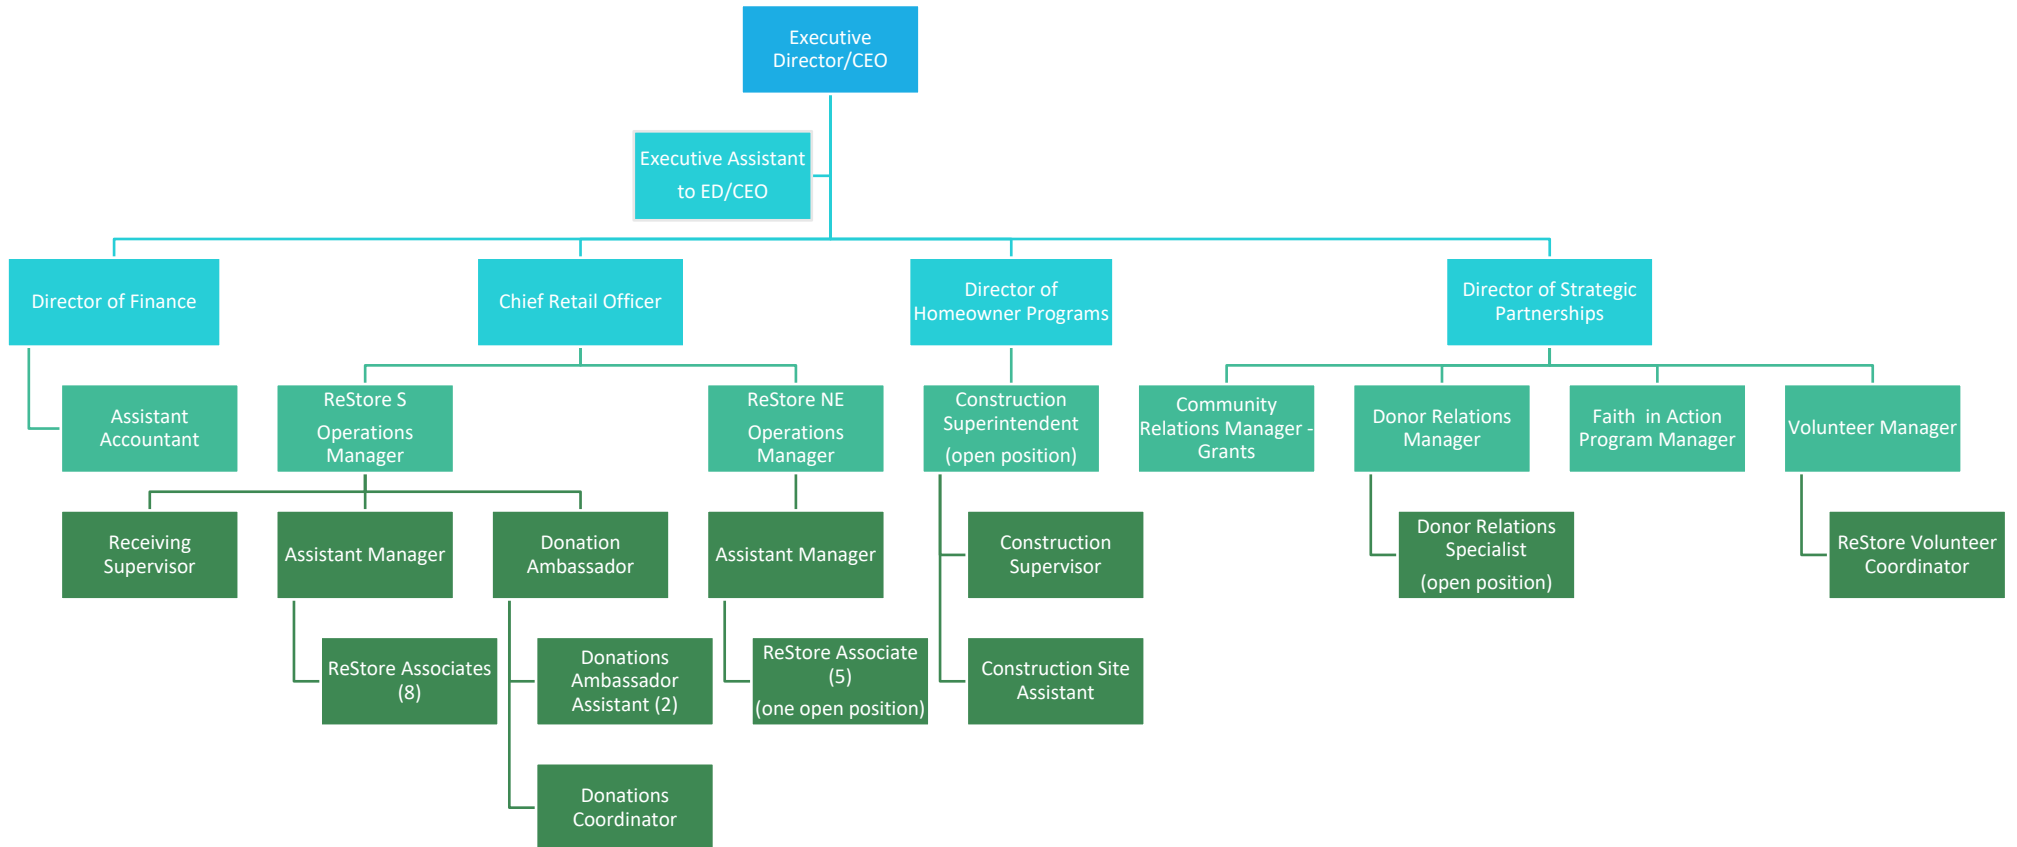 Executive
Director/CEO
Executive Assistant
to ED/CEO
Director of Finance
Chief Retail Officer
Director of
Homeowner Programs
Director of Strategic
Partnerships
Assistant
Accountant
ReStore S
Operations
Manager
ReStore NE
Operations
Manager
Construction
Superintendent
(open position)
Community
Relations Manager -
Grants
Donor Relations
Manager
Faith  in Action
Program Manager
Volunteer Manager
Receiving
Supervisor
Assistant Manager
Donation
Ambassador
Assistant Manager
Construction
Supervisor
Donor Relations
Specialist
(open position)
ReStore Volunteer
Coordinator
ReStore Associates
(8)
Donations
Ambassador
Assistant (2)
ReStore Associate
(5)
(one open position)
Construction Site
Assistant
Donations
Coordinator